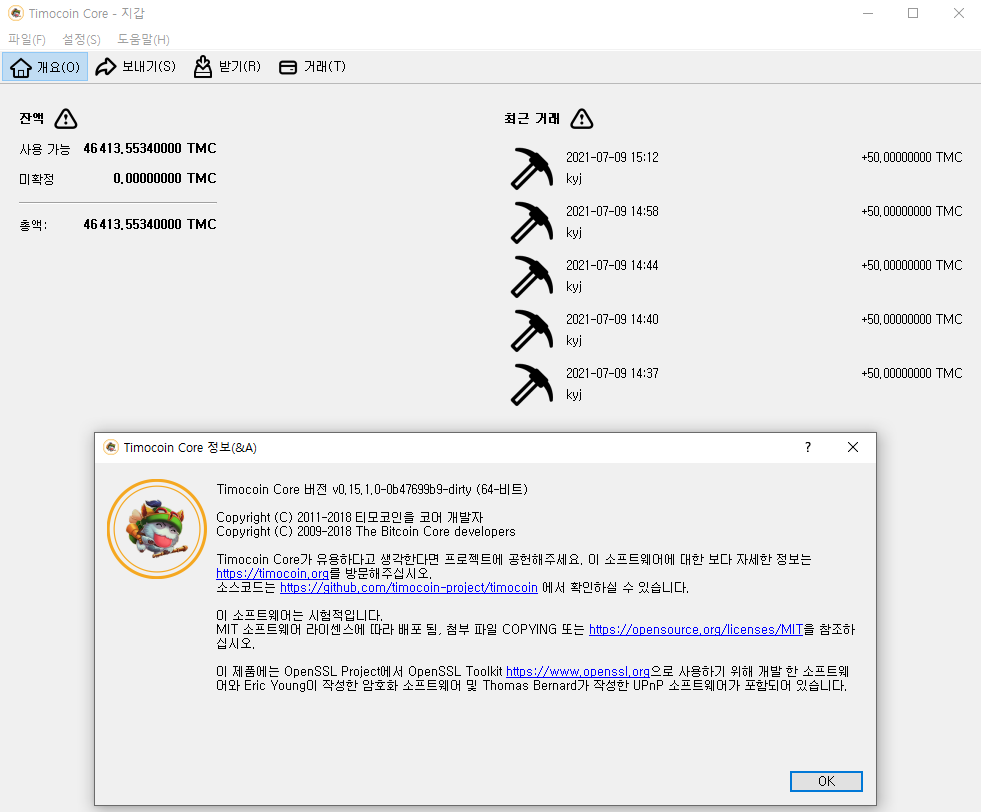 Timocoin Core - 지갑
파일(F) 설정(S) 도움말(H)
개요(O) 보내기(S) 받기(R) 거래(T)
잔액
사용 가능 46413.55340000 TMC
미확정 0.00000000 TMC
총액: 46413.55340000 TMC
최근 거래
2021-07-09 15:12 +50.00000000 TMC
kyj
2021-07-09 14:58 +50.00000000 TMC
kyj
2021-07-09 14:44 +50.00000000 TMC
kyj
2021-07-09 14:40 +50.00000000 TMC
kyj
2021-07-09 14:37 +50.00000000 TMC
kyj
Timocoin Core 정보(&A) ?
Timocoin Core 버전 v0.15.1.0-0b47699b9-dirty (64-비트)
Copyright (C) 2011-2018 티모코인을 코어 개발자
Copyright (C) 2009-2018 The Bitcoin Core developers
Timocoin Core가 유용하다고 생각한다면 프로젝트에 공헌해주세요. 이 소프트웨어에 대한 보다 자세한 정보는
https://timocoin.org를 방문해주십시오.
소스코드는 https://github.com/timocoin-project/timocoin 에서 확인하실 수 있습니다.
이 소프트웨어는 시험적입니다.
MIT 소프트웨어 라이센스에 따라 배포 됨, 첨부 파일 COPYING 또는 https://opensource.org/licenses/MIT을 참조하
십시오.
이 제품에는 OpenSSL Project에서 OpenSSL Toolkit https://www.openssl.org으로 사용하기 위해 개발 한 소프트웨
어와 Eric Young이 작성한 암호화 소프트웨어 및 Thomas Bernard가 작성한 UPnP 소프트웨어가 포함되어 있습니다.
OK